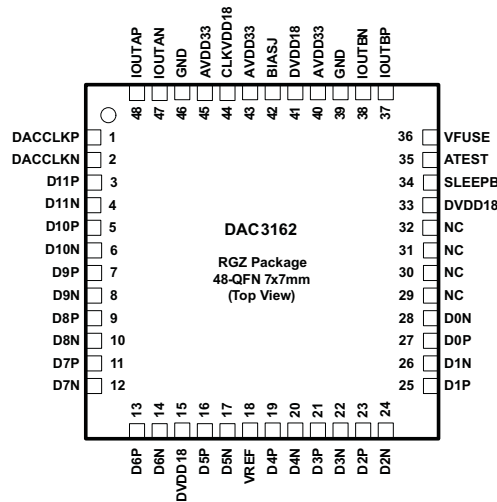 IOUTAP IOUTAN GND AVDD33 CLKVDD18 AVDD33 BIASJ DVDD18 AVDD33 GND IOUTBN IOUTBP
48 47 46 45 44 43 42 41 40 39 38 37
DACCLKP 1
DACCLKN 2
D11P 3
D11N 4
D10P 5
D10N 6
D9P 7
D9N 8
D8P 9
D8N 10
D7P 11
D7N 12
DAC3162
RGZ Package
48-QFN 7x7mm
(Top View)
36 VFUSE
35 ATEST
34 SLEEPB
33 DVDD18
32 NC
31 NC
30 NC
29 NC
28 D0N
27 D0P
26 D1N
25 D1P
13 14 15 16 17 18 19 20 21 22 23 24
D6P D6N DVDD18 D5P D5N VREF D4P D4N D3P D3N D2P D2N